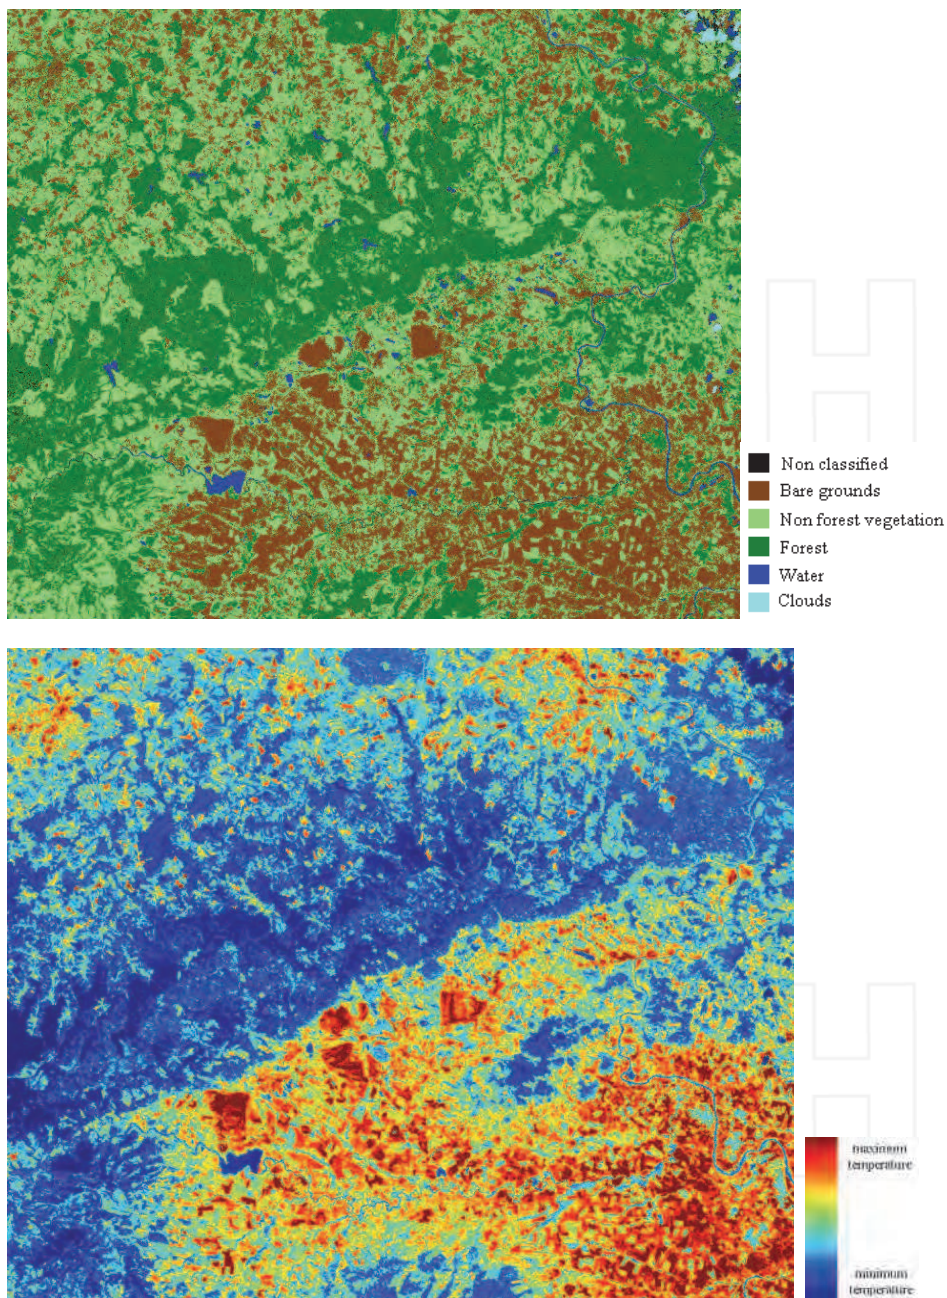 Non classified
Bare grounds
Non forest vegetation
Forest
Water
Clouds
maximum
temperature
minimum
temperature